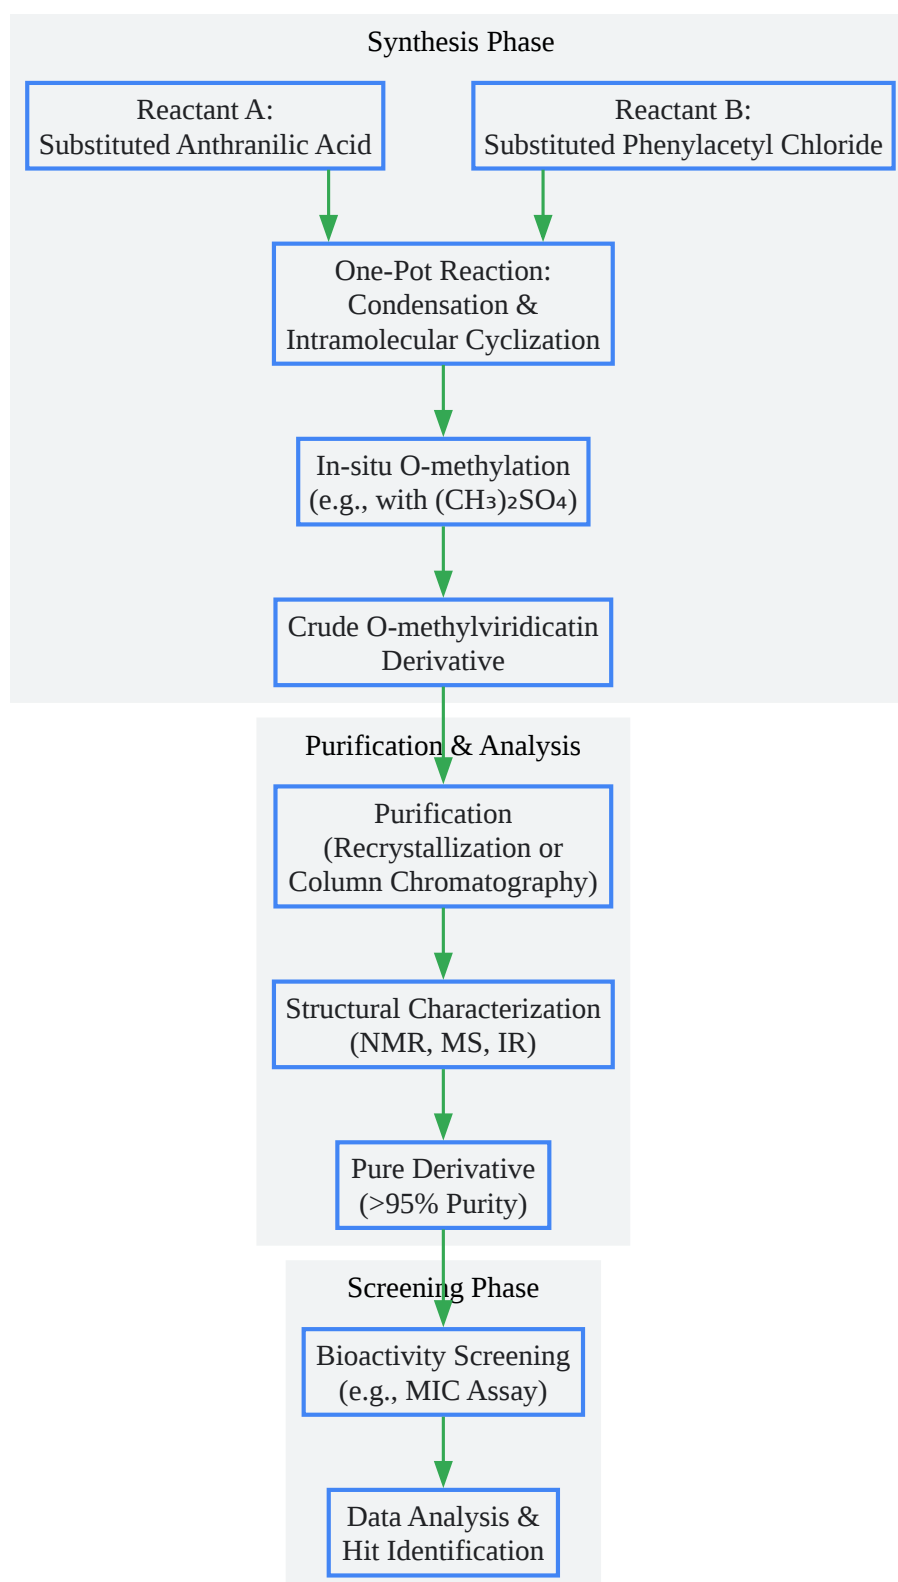 Synthesis Phase
Reactant A:
Substituted Anthranilic Acid
Reactant B:
Substituted Phenylacetyl Chloride
One-Pot Reaction:
Condensation &
Intramolecular Cyclization
In-situ O-methylation
(e.g., with (CH₃)₂SO₄)
Crude O-methylviridicatin
Derivative
Purification & Analysis
Purification
(Recrystallization or
Column Chromatography)
Structural Characterization
(NMR, MS, IR)
Pure Derivative
(>95% Purity)
Screening Phase
Bioactivity Screening
(e.g., MIC Assay)
Data Analysis &
Hit Identification